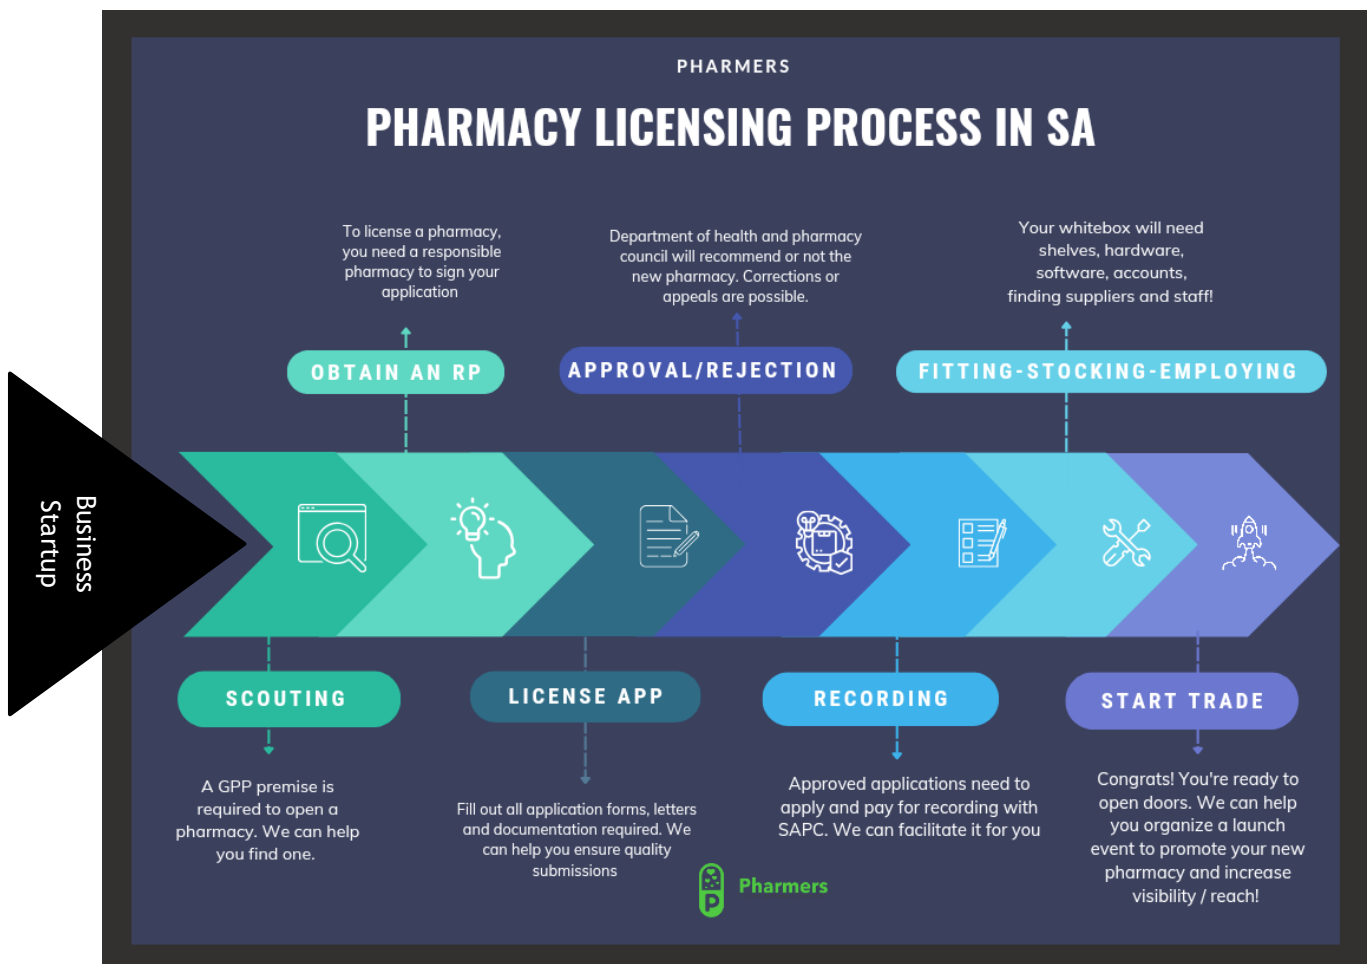 PHARMERS
PHARMACY LICENSING PROCESS IN SA
To license a pharmacy,
you need a responsible
pharmacy to sign your
application
Department of health and pharmacy
council will recommend or not the
new pharmacy. Corrections or
appeals are possible.
Your whitebox will need
shelves, hardware,
software, accounts,
finding suppliers and staff!
OBTAIN AN RP
APPROVAL/REJECTION
FITTING-STOCKING-EMPLOYING
Business
Startup
SCOUTING
LICENSE APP
RECORDING
START TRADE
A GPP premise is
required to open a
pharmacy. We can help
you find one.
Fill out all application forms, letters
and documentation required. We
can help you ensure quality
submissions
Approved applications need to
apply and pay for recording with
SAPC. We can facilitate it for you
Congrats! You're ready to
open doors. We can help
you organize a launch
event to promote your new
pharmacy and increase
visibility / reach!
P
Pharmers